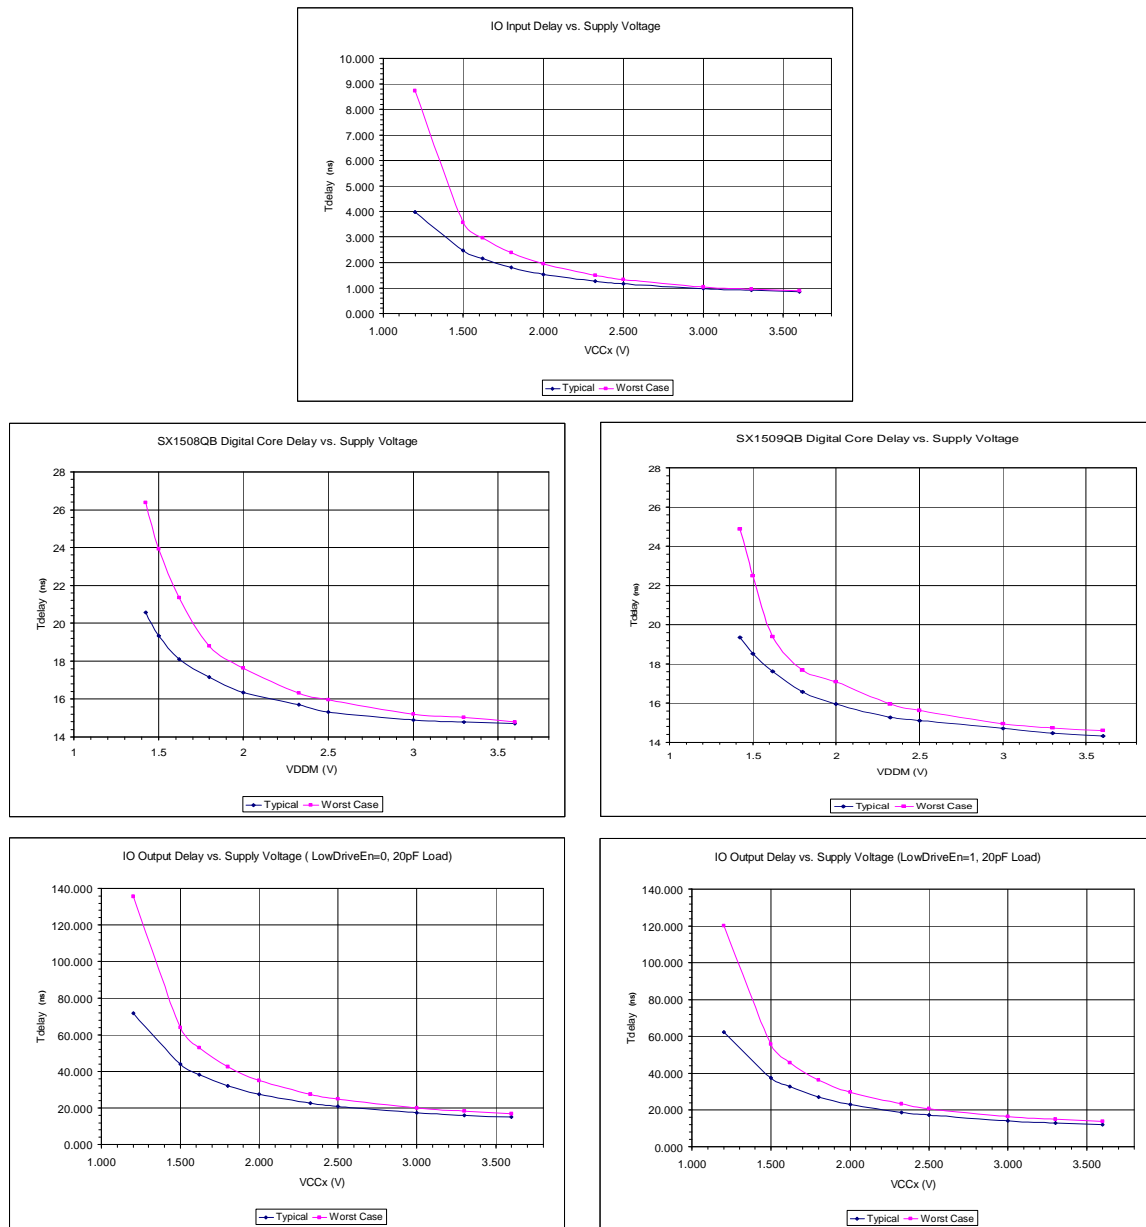 IO Input Delay vs. Supply Voltage
10.000
9.000
8.000
7.000
6.000
5.000
4.000
3.000
2.000
1.000
0.000
Tdelay (ns)
1.000 1.500 2.000 2.500 3.000 3.500
VCCx (V)
Typical Worst Case
SX1508QB Digital Core Delay vs. Supply Voltage
28
26
24
22
20
18
16
14
Tdelay (ns)
1 1.5 2 2.5 3 3.5
VDDM (V)
Typical Worst Case
SX1509QB Digital Core Delay vs. Supply Voltage
28
26
24
22
20
18
16
14
Tdelay (ns)
1 1.5 2 2.5 3 3.5
VDDM (V)
Typical Worst Case
IO Output Delay vs. Supply Voltage ( LowDriveEn=0, 20pF Load)
140.000
120.000
100.000
80.000
60.000
40.000
20.000
0.000
Tdelay (ns)
1.000 1.500 2.000 2.500 3.000 3.500
VCCx (V)
Typical Worst Case
IO Output Delay vs. Supply Voltage (LowDriveEn=1, 20pF Load)
140.000
120.000
100.000
80.000
60.000
40.000
20.000
0.000
Tdelay (ns)
1.000 1.500 2.000 2.500 3.000 3.500
VCCx (V)
Typical Worst Case